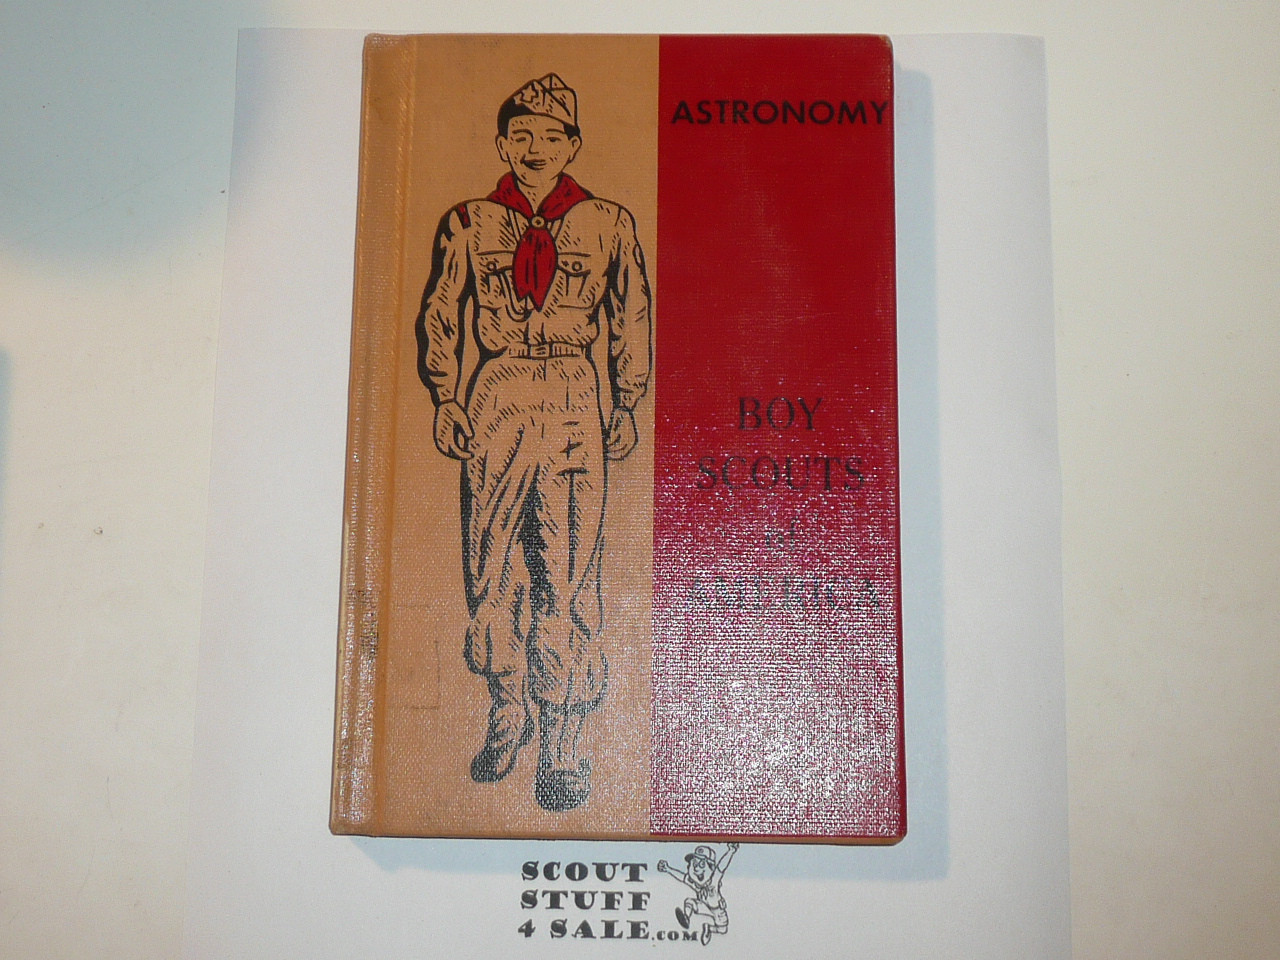 ASTRONOMY
BOY
SCOUTS
of
AMERICA
SCOUT
STUFF
4 SALE.com